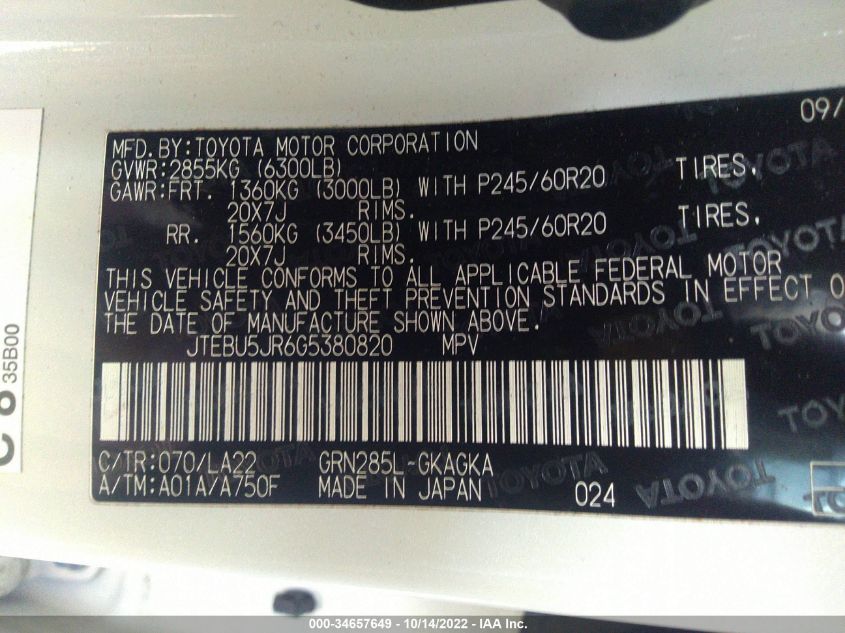 09/
MFD.BY:TOYOTA MOTOR CORPORATION
GVWR:2855KG (6300LB)
GAWR:FRT. 1360KG (3000LB) WITH P245/60R20 TIRES,
20X7J RIMS.
RR. 1560KG (3450LB) WITH P245/60R20 TIRES,
20X7J RIMS.
THIS VEHICLE CONFORMS TO ALL APPLICABLE FEDERAL MOTOR
VEHICLE SAFETY AND THEFT PREVENTION STANDARDS IN EFFECT O
THE DATE OF MANUFACTURE SHOWN ABOVE.
JTEBU5JR6G5380820 MPV
C/TR:070/LA22 GRN285L-GKAGKA
A/TM:A01A/A750F MADE IN JAPAN 024
35B00
TOYOTA
000-34657649 - 10/14/2022 - IAA Inc.